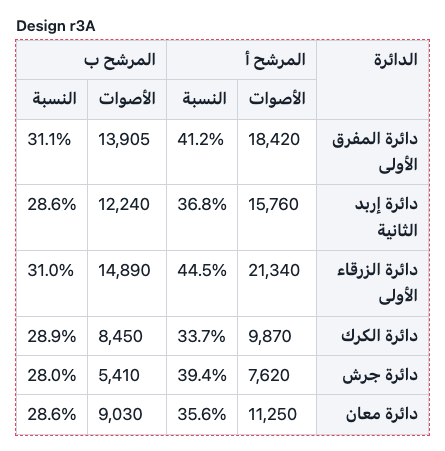 Design r3A
الدائرة المرشح أ المرشح ب
الأصوات النسبة الأصوات النسبة
دائرة المفرق 18,420 41.2% 13,905 31.1%
الأولى
دائرة إربد 15,760 36.8% 12,240 28.6%
الثانية
دائرة الزرقاء 21,340 44.5% 14,890 31.0%
الأولى
دائرة الكرك 9,870 33.7% 8,450 28.9%
دائرة جرش 7,620 39.4% 5,410 28.0%
دائرة معان 11,250 35.6% 9,030 28.6%